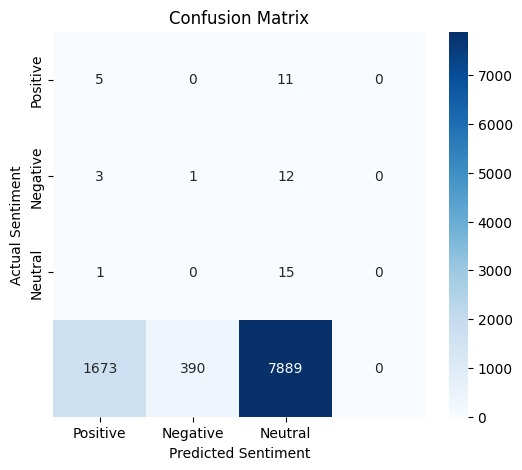 Confusion Matrix
Actual Sentiment
Positive
5 0 11 0
Negative
3 1 12 0
Neutral
1 0 15 0
1673 390 7889 0
Positive Negative Neutral
Predicted Sentiment
7000
6000
5000
4000
3000
2000
1000
0